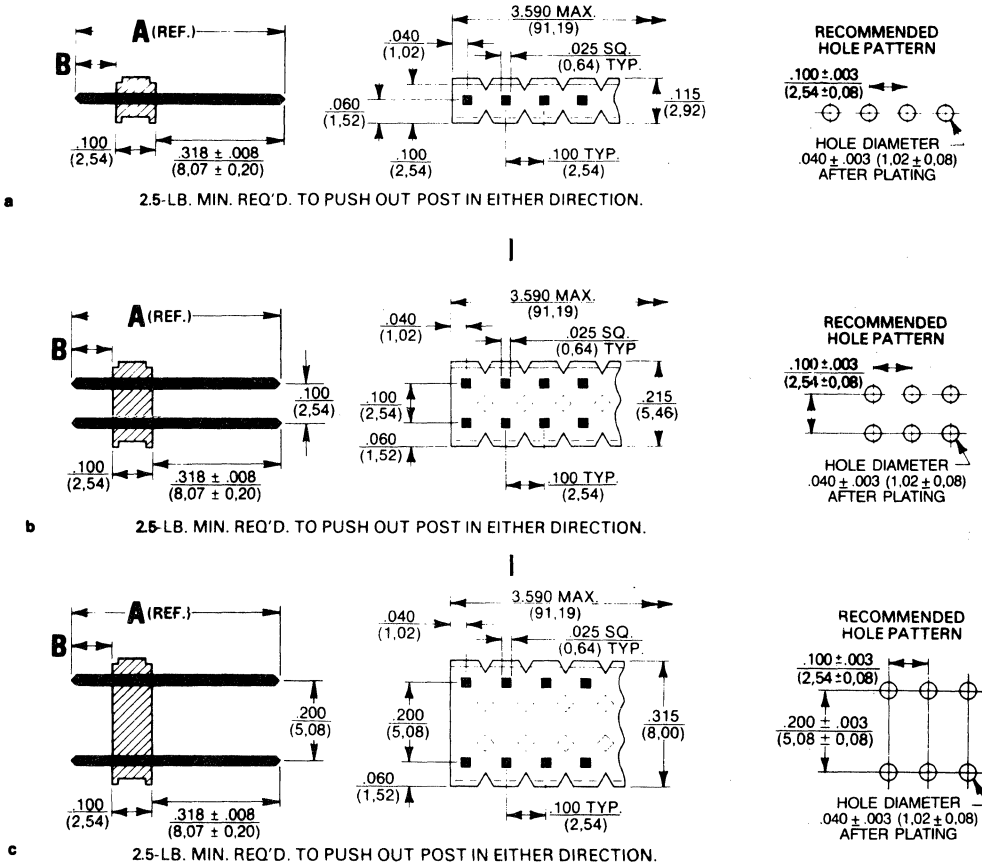 A (REF.)
B
.100
(2,54)
.318 ± .008
(8,07 ± 0,20)
3.590 MAX.
(91,19)
.040
(1,02)
.025 SQ.
(0,64) TYP.
.060
(1,52)
.115
(2,92)
.100
(2,54)
.100 TYP.
(2,54)
RECOMMENDED
HOLE PATTERN
.100 ±.003
(2,54 ±0,08)
HOLE DIAMETER
.040 ± .003 (1,02 ± 0,08)
AFTER PLATING
a
2.5-LB. MIN. REQ'D. TO PUSH OUT POST IN EITHER DIRECTION.
A (REF.)
B
.100
(2,54)
.100
(2,54)
.318 ± .008
(8,07 ± 0,20)
3.590 MAX.
(91,19)
.040
(1,02)
.025 SQ.
(0,64) TYP
.100
(2,54)
.215
(5,46)
.060
(1,52)
.100 TYP.
(2,54)
RECOMMENDED
HOLE PATTERN
.100 ±.003
(2,54 ±0,08)
HOLE DIAMETER
.040 ± .003 (1,02 ± 0,08)
AFTER PLATING
b
2.5-LB. MIN. REQ'D. TO PUSH OUT POST IN EITHER DIRECTION.
A (REF.)
B
.200
(5,08)
.100
(2,54)
.318 ± .008
(8,07 ± 0,20)
3.590 MAX.
(91,19)
.040
(1,02)
.025 SQ.
(0,64) TYP.
.200
(5,08)
.315
(8,00)
.060
(1,52)
.100 TYP.
(2,54)
RECOMMENDED
HOLE PATTERN
.100 ±.003
(2,54 ±0,08)
.200 ± .003
(5,08 ± 0,08)
HOLE DIAMETER
.040 ± .003 (1,02 ± 0,08)
AFTER PLATING
c
2.5-LB. MIN. REQ'D. TO PUSH OUT POST IN EITHER DIRECTION.